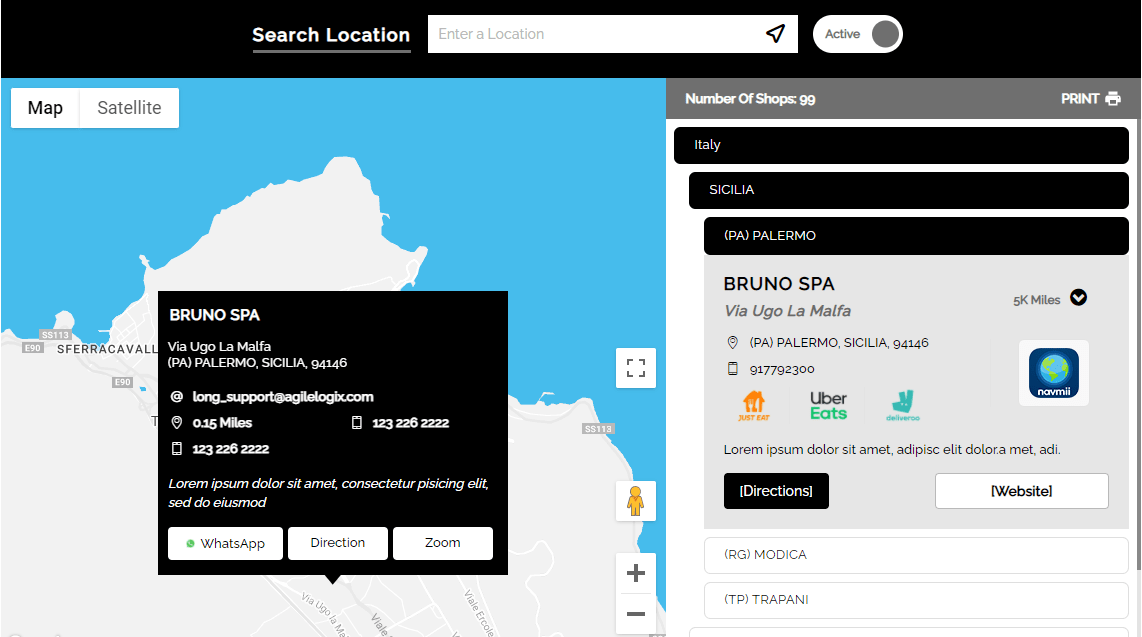 Search Location
Enter a Location
Active
Map
Satellite
Number Of Shops: 99
PRINT
Italy
SICILIA
(PA) PALERMO
BRUNO SPA
5K Miles
Via Ugo La Malfa
(PA) PALERMO, SICILIA, 94146
917792300
navmii
JUST EAT
Uber
Eats
deliveroo
Lorem ipsum dolor sit amet, adipisc elit dolor.a met, adi.
[Directions]
[Website]
(RG) MODICA
(TP) TRAPANI
SS113
E90
SFERRACAVALL
E90
T
SS113
BRUNO SPA
Via Ugo La Malfa
(PA) PALERMO, SICILIA, 94146
long_support@agilelogix.com
0.15 Miles
123 226 2222
123 226 2222
Lorem ipsum dolor sit amet, consectetur pisicing elit,
sed do eiusmod
WhatsApp
Direction
Zoom
Via Ugo la Mal
Viale
Viale Ercole